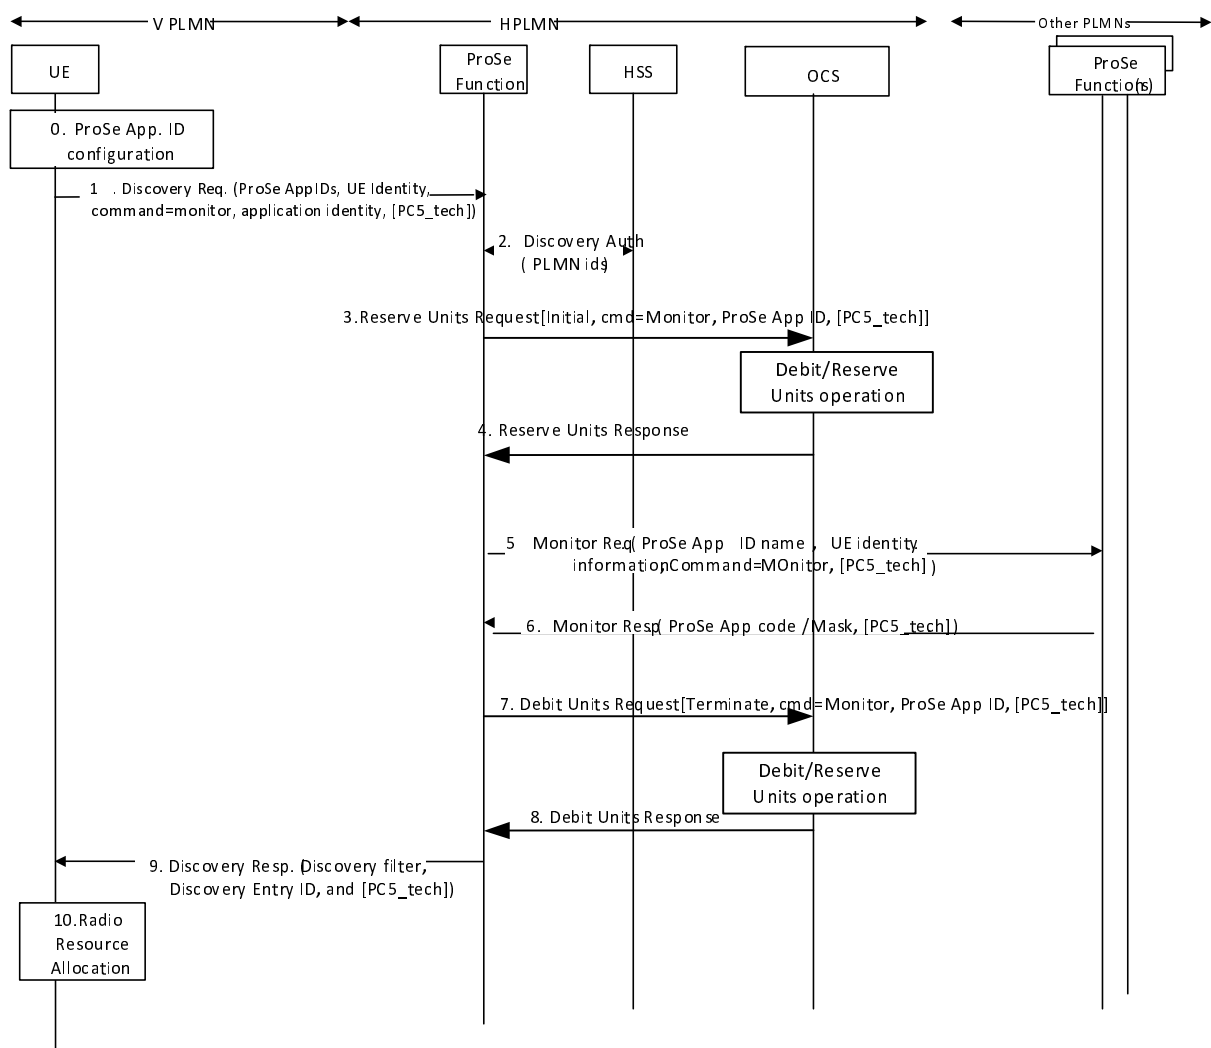 V PLMN
HPLMN
Other PLMNs
UE
ProSe
Function
HSS
OCS
ProSe
Function(s)
0. ProSe App. ID
configuration
1 . Discovery Req. (ProSe AppIDs, UE Identity,
command=monitor, application identity, [PC5_tech])
2. Discovery Auth
( PLMN ids)
3.Reserve Units Request[Initial, cmd=Monitor, ProSe App ID, [PC5_tech]]
Debit/Reserve
Units operation
4. Reserve Units Response
5 Monitor Req.( ProSe App ID name , UE identity
information,Command=MOnitor, [PC5_tech] )
6. Monitor Resp.( ProSe App code /Mask, [PC5_tech])
7. Debit Units Request[Terminate, cmd=Monitor, ProSe App ID, [PC5_tech]]
Debit/Reserve
Units operation
8. Debit Units Response
9. Discovery Resp. (Discovery filter,
Discovery Entry ID, and [PC5_tech])
10.Radio
Resource
Allocation